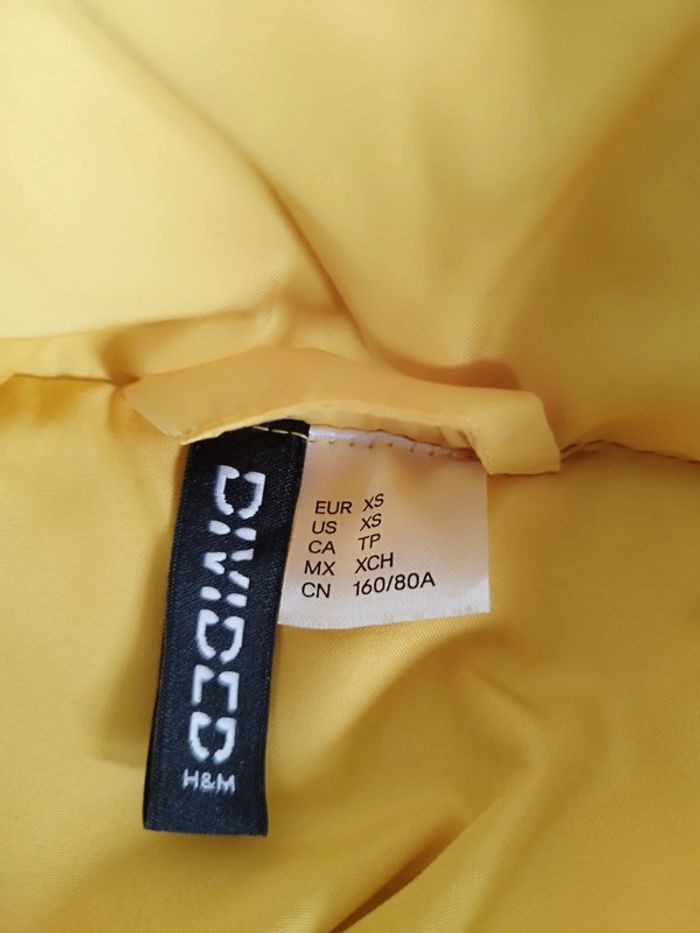 DIVIDED
H&M
EUR XS
US XS
CA TP
MX XCH
CN 160/80A